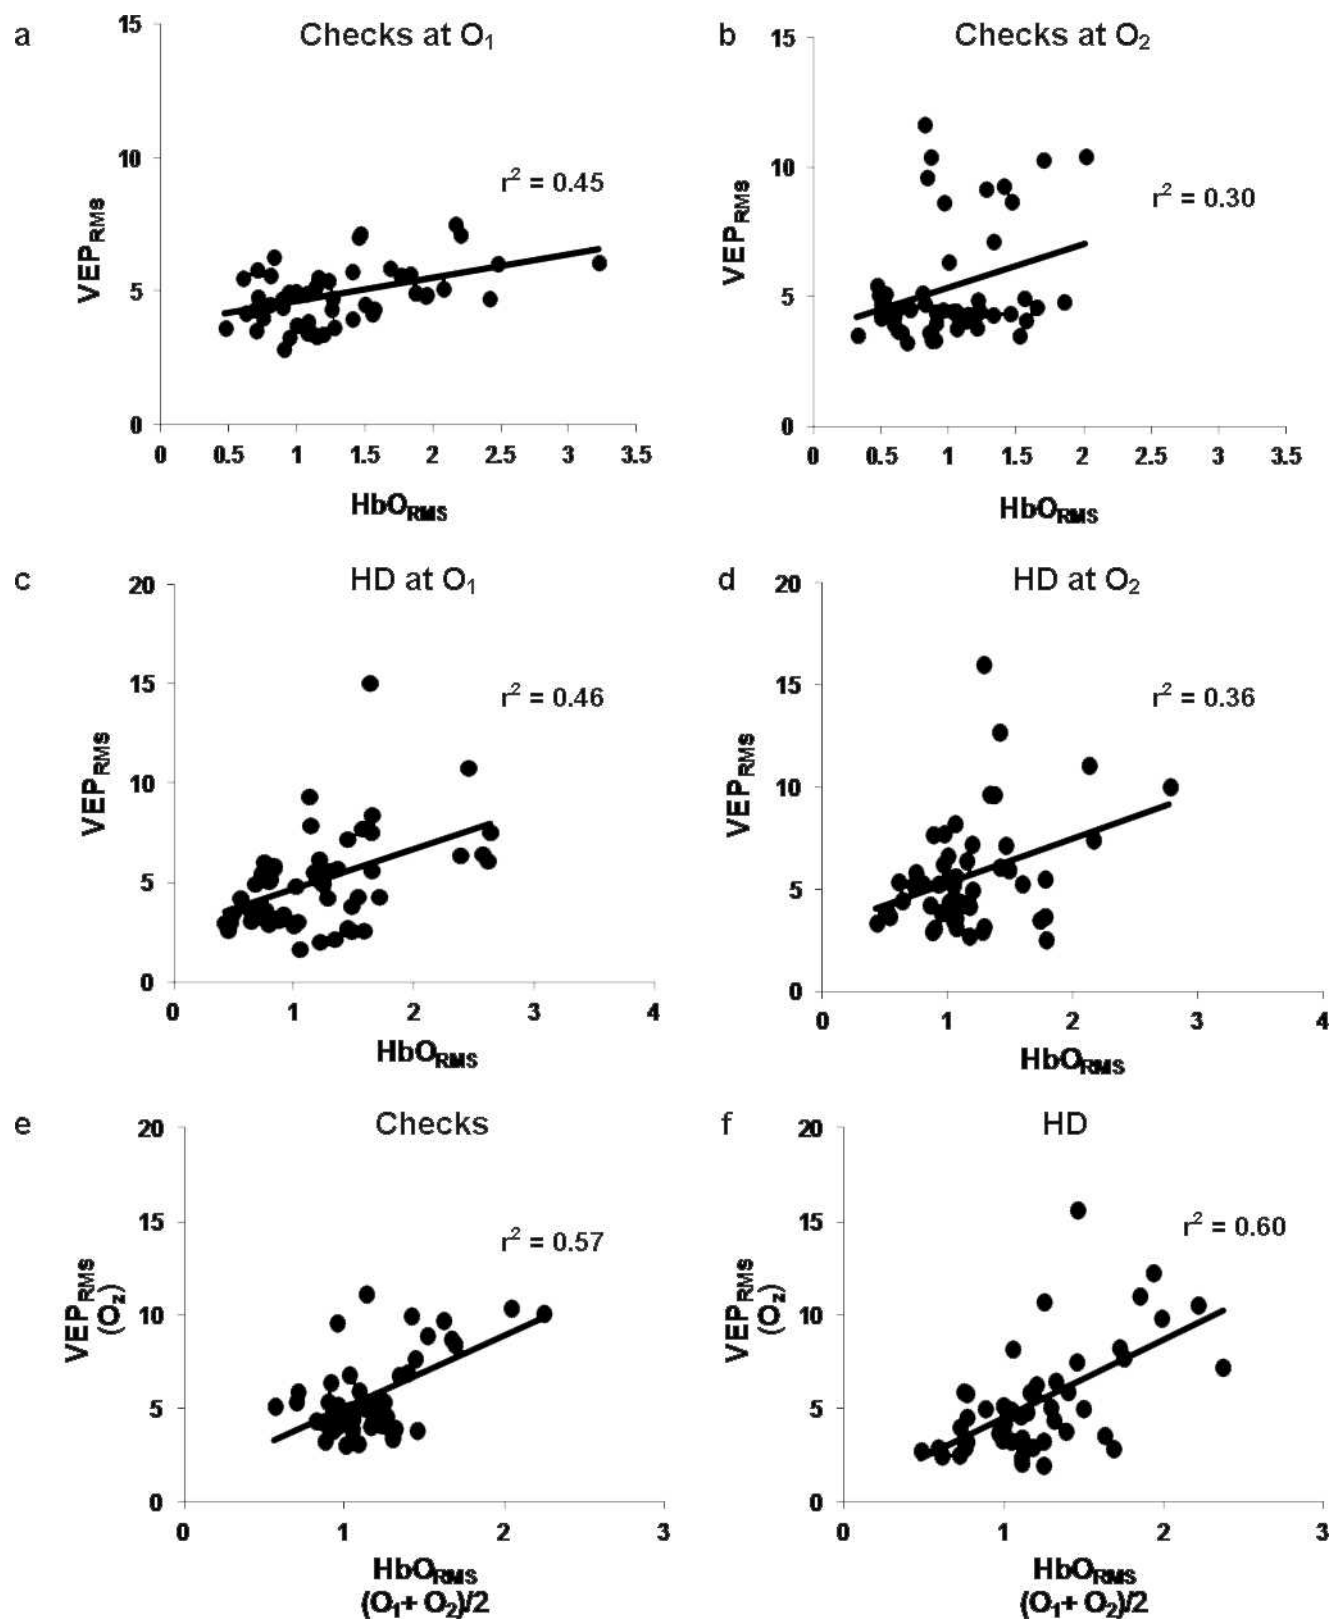 a
Checks at O1
15
10
5
0
VEPRMS
r2 = 0.45
0 0.5 1 1.5 2 2.5 3 3.5
HbORMS
b
Checks at O2
15
10
5
0
VEPRMS
r2 = 0.30
0 0.5 1 1.5 2 2.5 3 3.5
HbORMS
c
HD at O1
20
15
10
5
0
VEPRMS
r2 = 0.46
0 1 2 3 4
HbORMS
d
HD at O2
20
15
10
5
0
VEPRMS
r2 = 0.36
0 1 2 3 4
HbORMS
e
Checks
20
15
10
5
0
VEPRMS
(Oz)
r2 = 0.57
0 1 2 3
HbORMS
(O1+ O2)/2
f
HD
20
15
10
5
0
VEPRMS
(Oz)
r2 = 0.60
0 1 2 3
HbORMS
(O1+ O2)/2